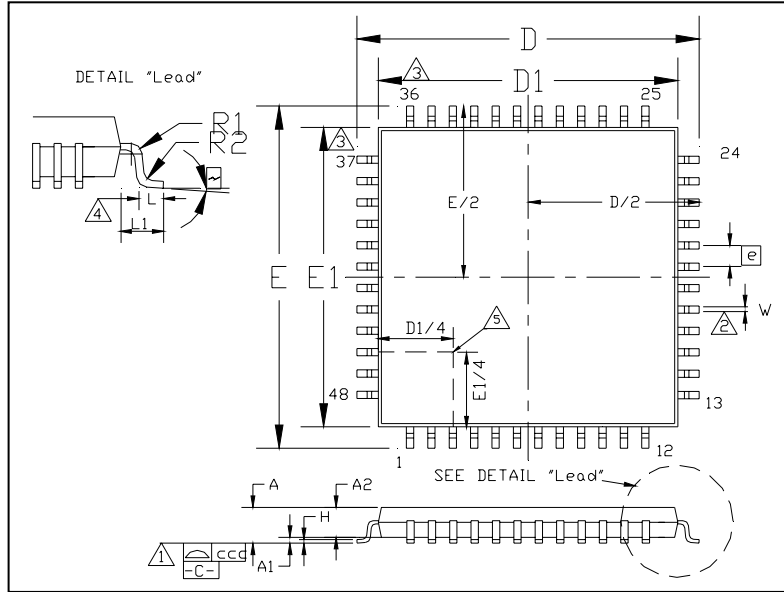 D
DETAIL "Lead"
3
D1
36
25
R1
R2
3
37
24
E/2
D/2
L
4
L1
e
E
E1
W
2
D1/4
5
E1/4
48
13
1
12
SEE DETAIL "Lead"
A
A2
H
1
ccc
-C-
A1